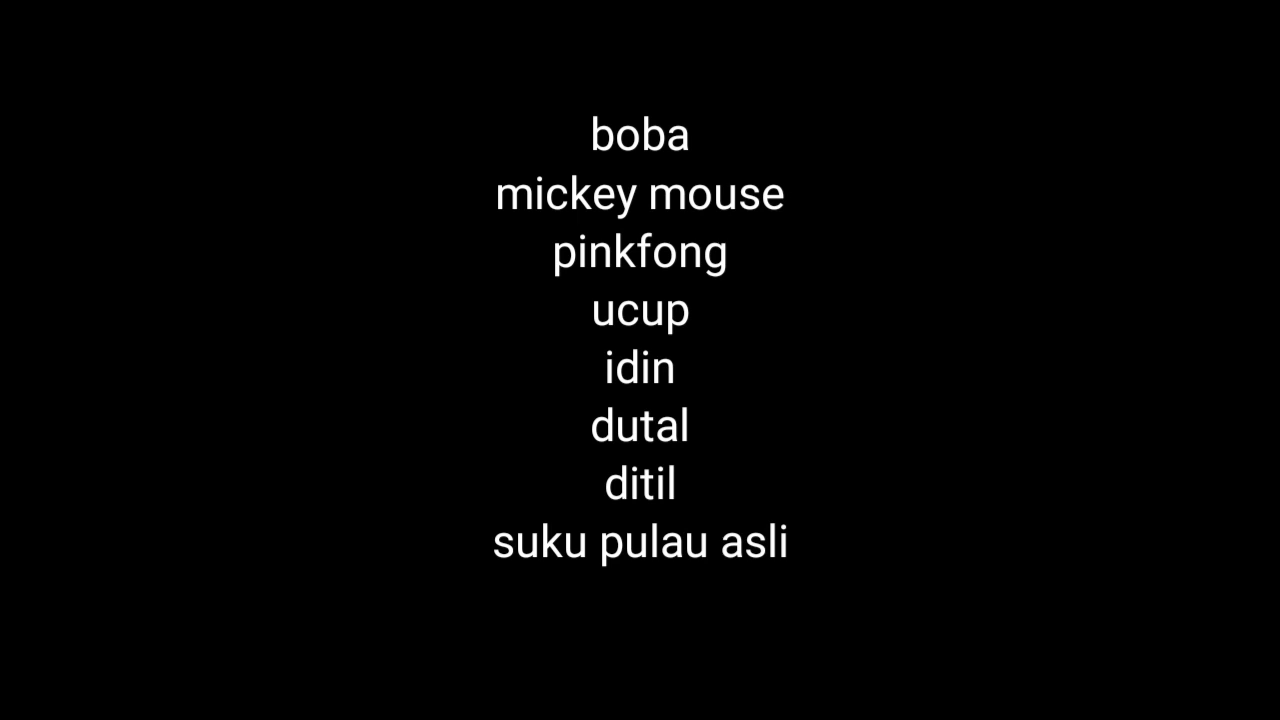 boba
mickey mouse
pinkfong
ucup
idin
dutal
ditil
suku pulau asli